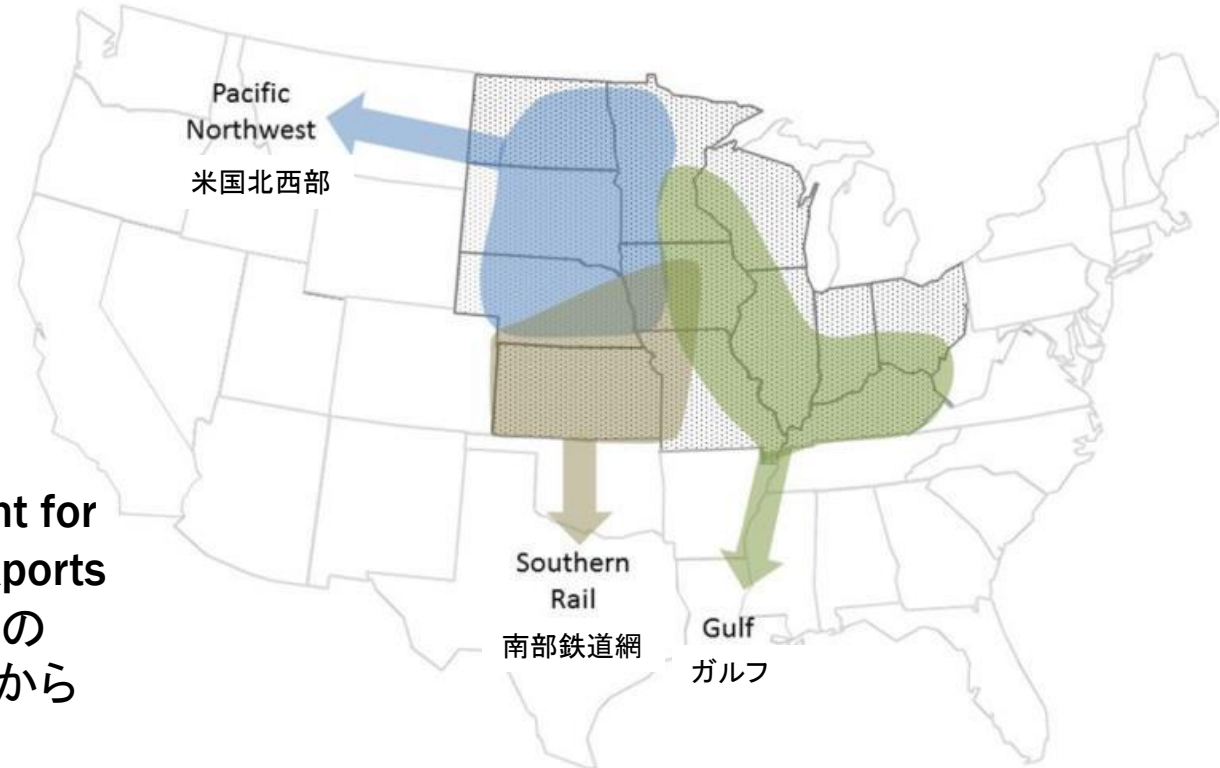 Pacific
Northwest
米国北西部
nt for
ports
の
から
Southern
Rail
南部鉄道網
Gulf
ガルフ